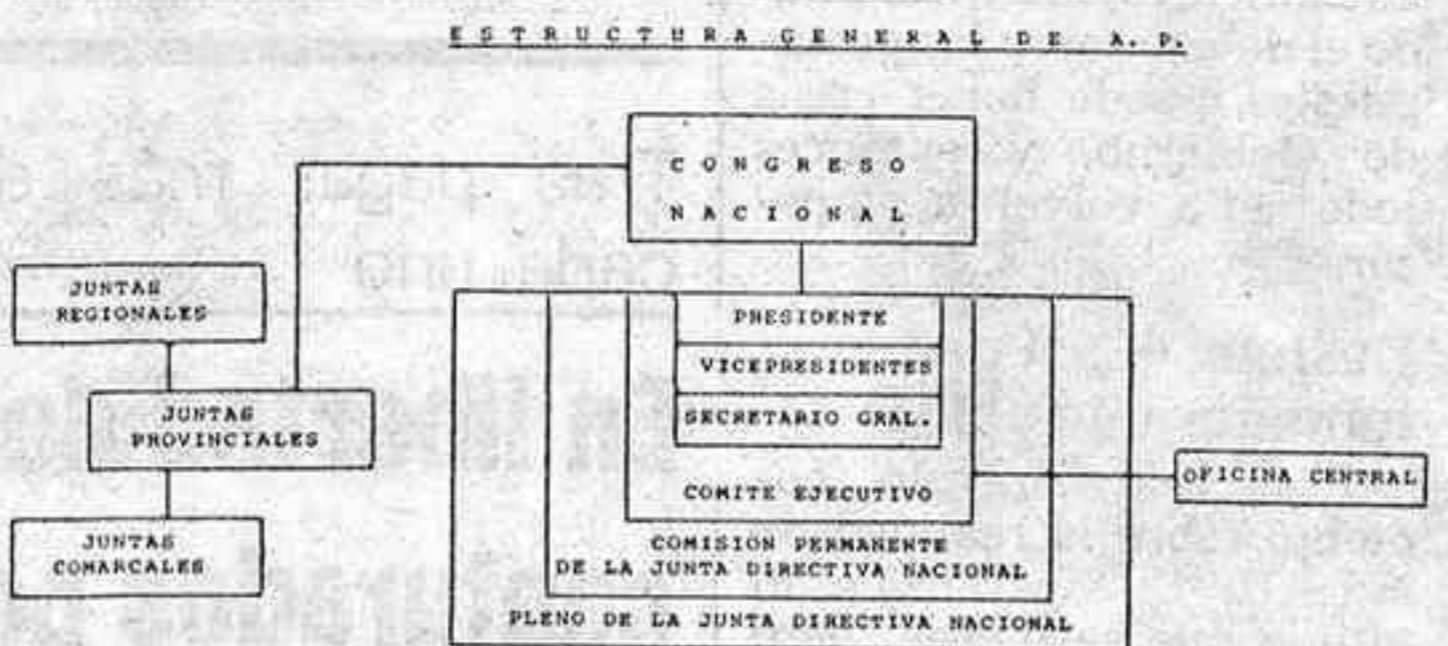 ESTRUCTURA GENERAL DE A.P.
CONGRESO
NACIONAL
JUNTAS
REGIONALES
JUNTAS
PROVINCIALES
JUNTAS
COMARCALES
PRESIDENTE
VICEPRESIDENTES
SECRETARIO GRAL.
COMITE EJECUTIVO
COMISIÓN PERMANENTE
DE LA JUNTA DIRECTIVA NACIONAL
PLENO DE LA JUNTA DIRECTIVA NACIONAL
OFICINA CENTRAL